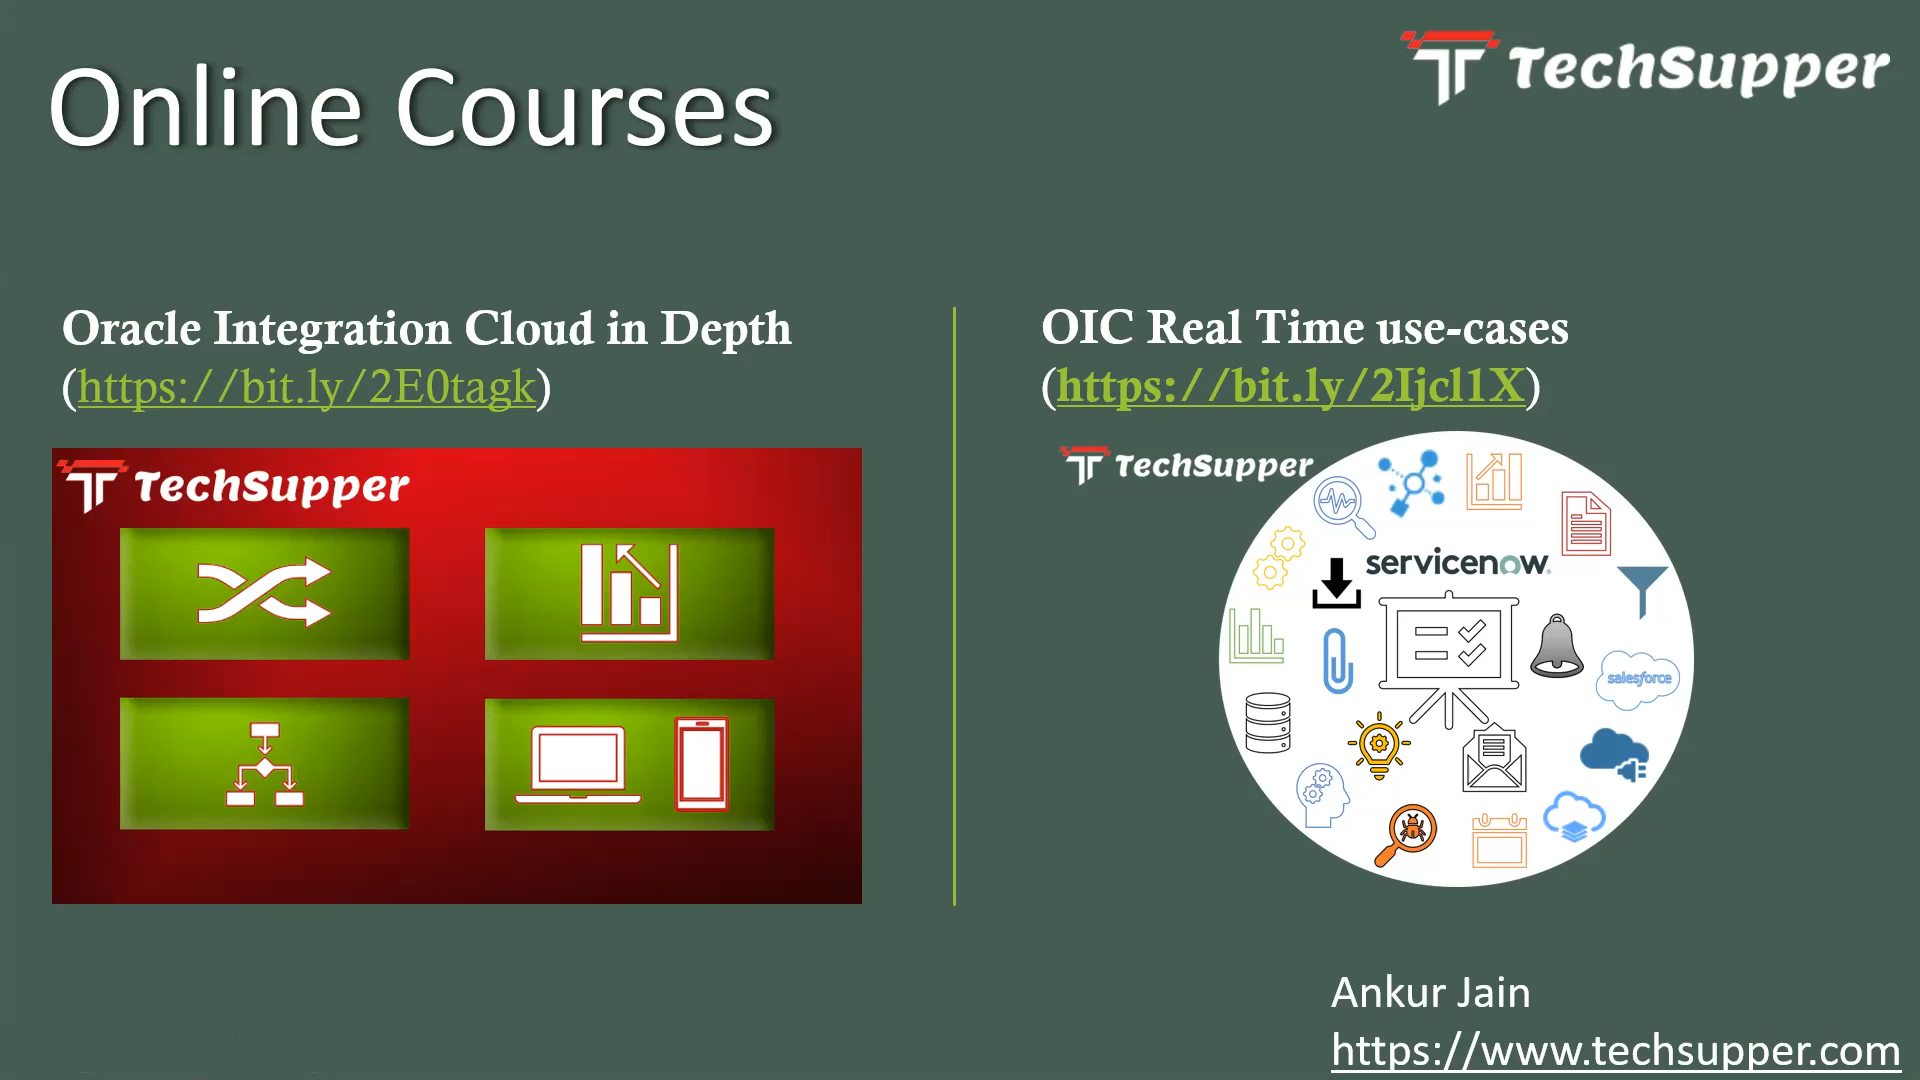 Online Courses
TechSupper
Oracle Integration Cloud in Depth
(https://bit.ly/2E0tagk)
TechSupper
OIC Real Time use-cases
(https://bit.ly/2Ijcl1X)
TechSupper
servicenow
salesforce
Ankur Jain
https://www.techsupper.com